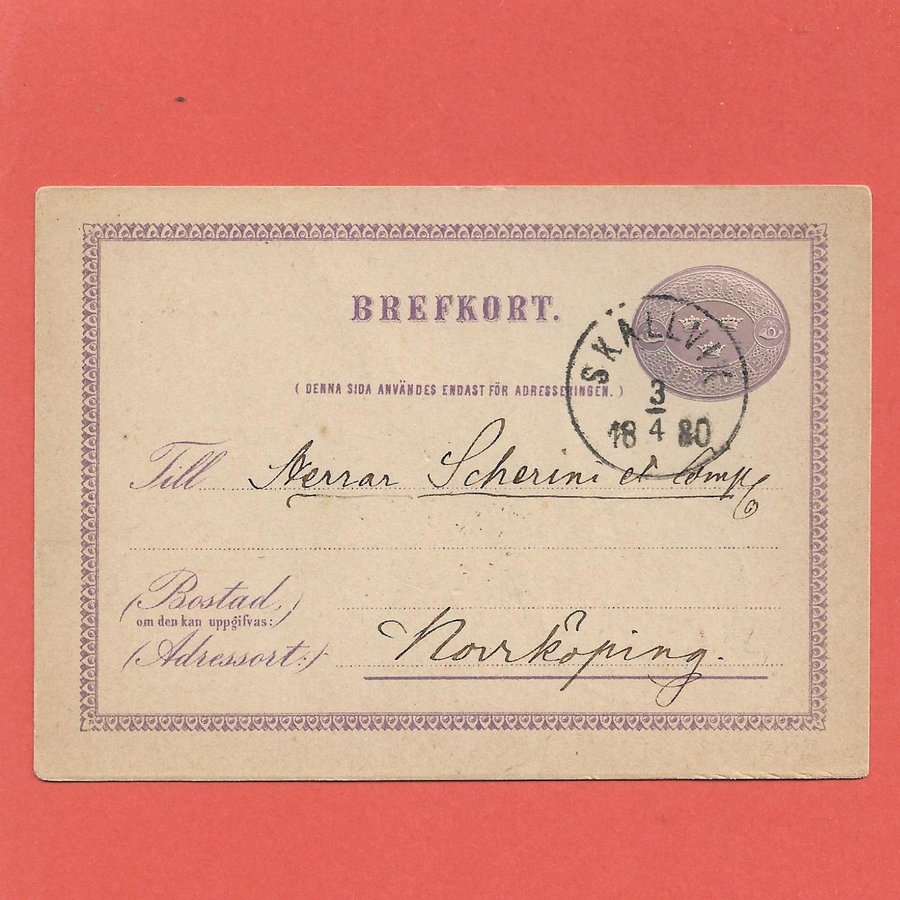 BREFKORT.
SKÄLLVIK
3
18 4 80
( DENNA SIDA ANVÄNDES ENDAST FÖR ADRESSERINGEN. )
Till Herrar Scherini et Comp
(Bostad,)
om den kan uppgifvas:
(Adressort:) Norrköping.